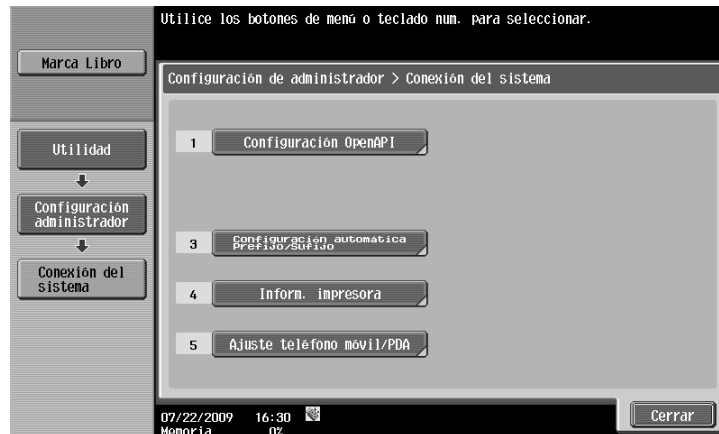 Utilice los botones de menú o teclado num. para seleccionar.
Marca Libro
Configuración de administrador > Conexión del sistema
1 Configuración OpenAPI
Utilidad
Configuración
administrador
3 Configuración automática
Prefijo/Sufijo
Conexión del
sistema
4 Inform. impresora
5 Ajuste teléfono móvil/PDA
07/22/2009 16:30
Cerrar
Memoria 0%